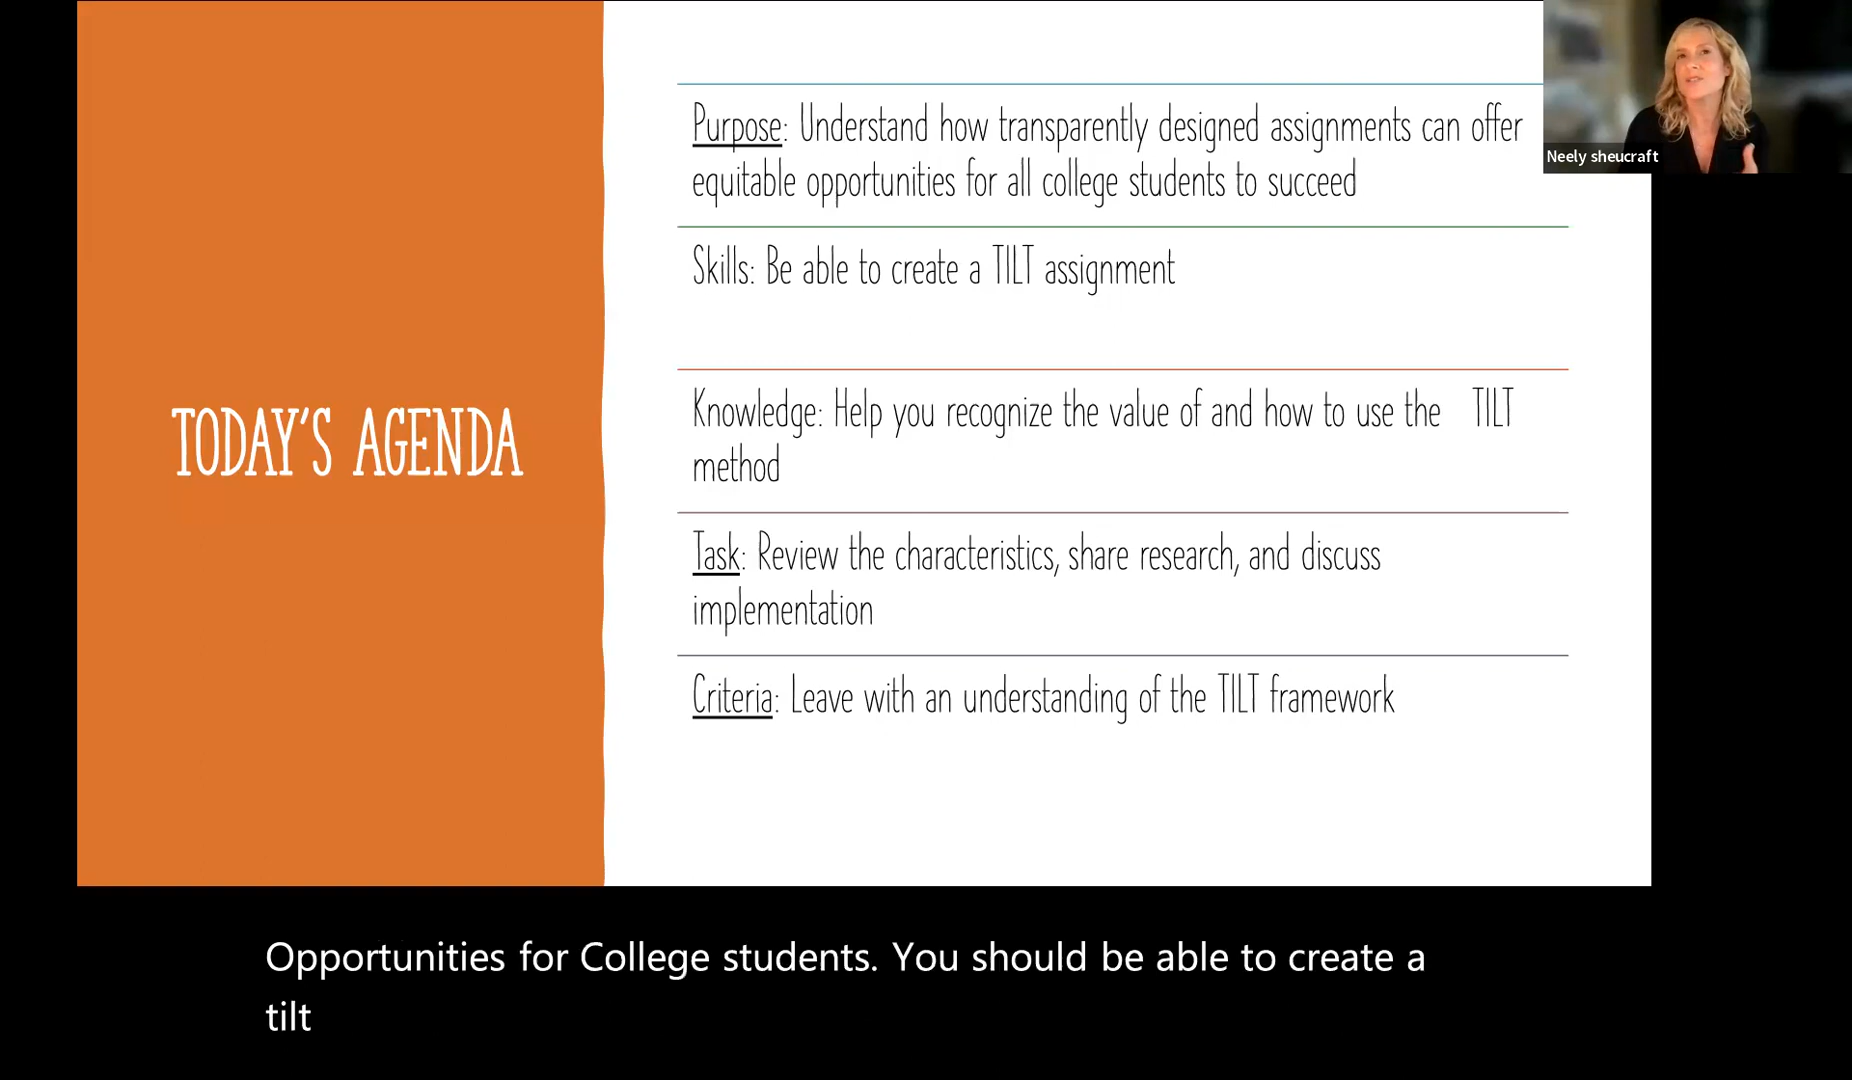 TODAY'S AGENDA
Purpose: Understand how transparently designed assignments can offer
equitable opportunities for all college students to succeed
Skills: Be able to create a TILT assignment
Knowledge: Help you recognize the value of and how to use the TILT
method
Task: Review the characteristics, share research, and discuss
implementation
Criteria: Leave with an understanding of the TILT framework
Neely sheucraft
Opportunities for College students. You should be able to create a
tilt